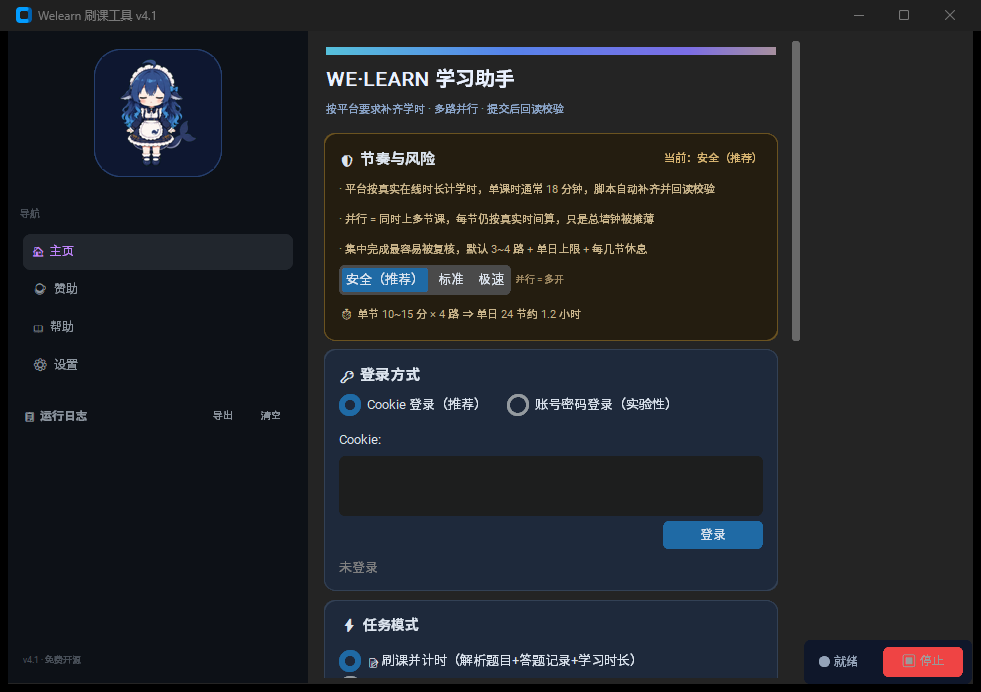 Welearn 刷课工具 v4.1
导航
主页
赞助
帮助
设置
运行日志 导出 清空
v4.1 · 免费开源
WE·LEARN 学习助手
按平台要求补齐学时 · 多路并行 · 提交后回读校验
节奏与风险 当前：安全（推荐）
· 平台按真实在线时长计学时，单课时通常 18 分钟，脚本自动补齐并回读校验
· 并行 = 同时上多节课，每节仍按真实时间算，只是总墙钟被摊薄
· 集中完成最容易被复核，默认 3~4 路 + 单日上限 + 每几节休息
安全（推荐） 标准 极速 并行 = 多开
单节 10~15 分 × 4 路 ⇒ 单日 24 节约 1.2 小时
登录方式
Cookie 登录（推荐） 账号密码登录（实验性）
Cookie:
登录
未登录
任务模式
刷课并计时（解析题目+答题记录+学习时长）
就绪 停止